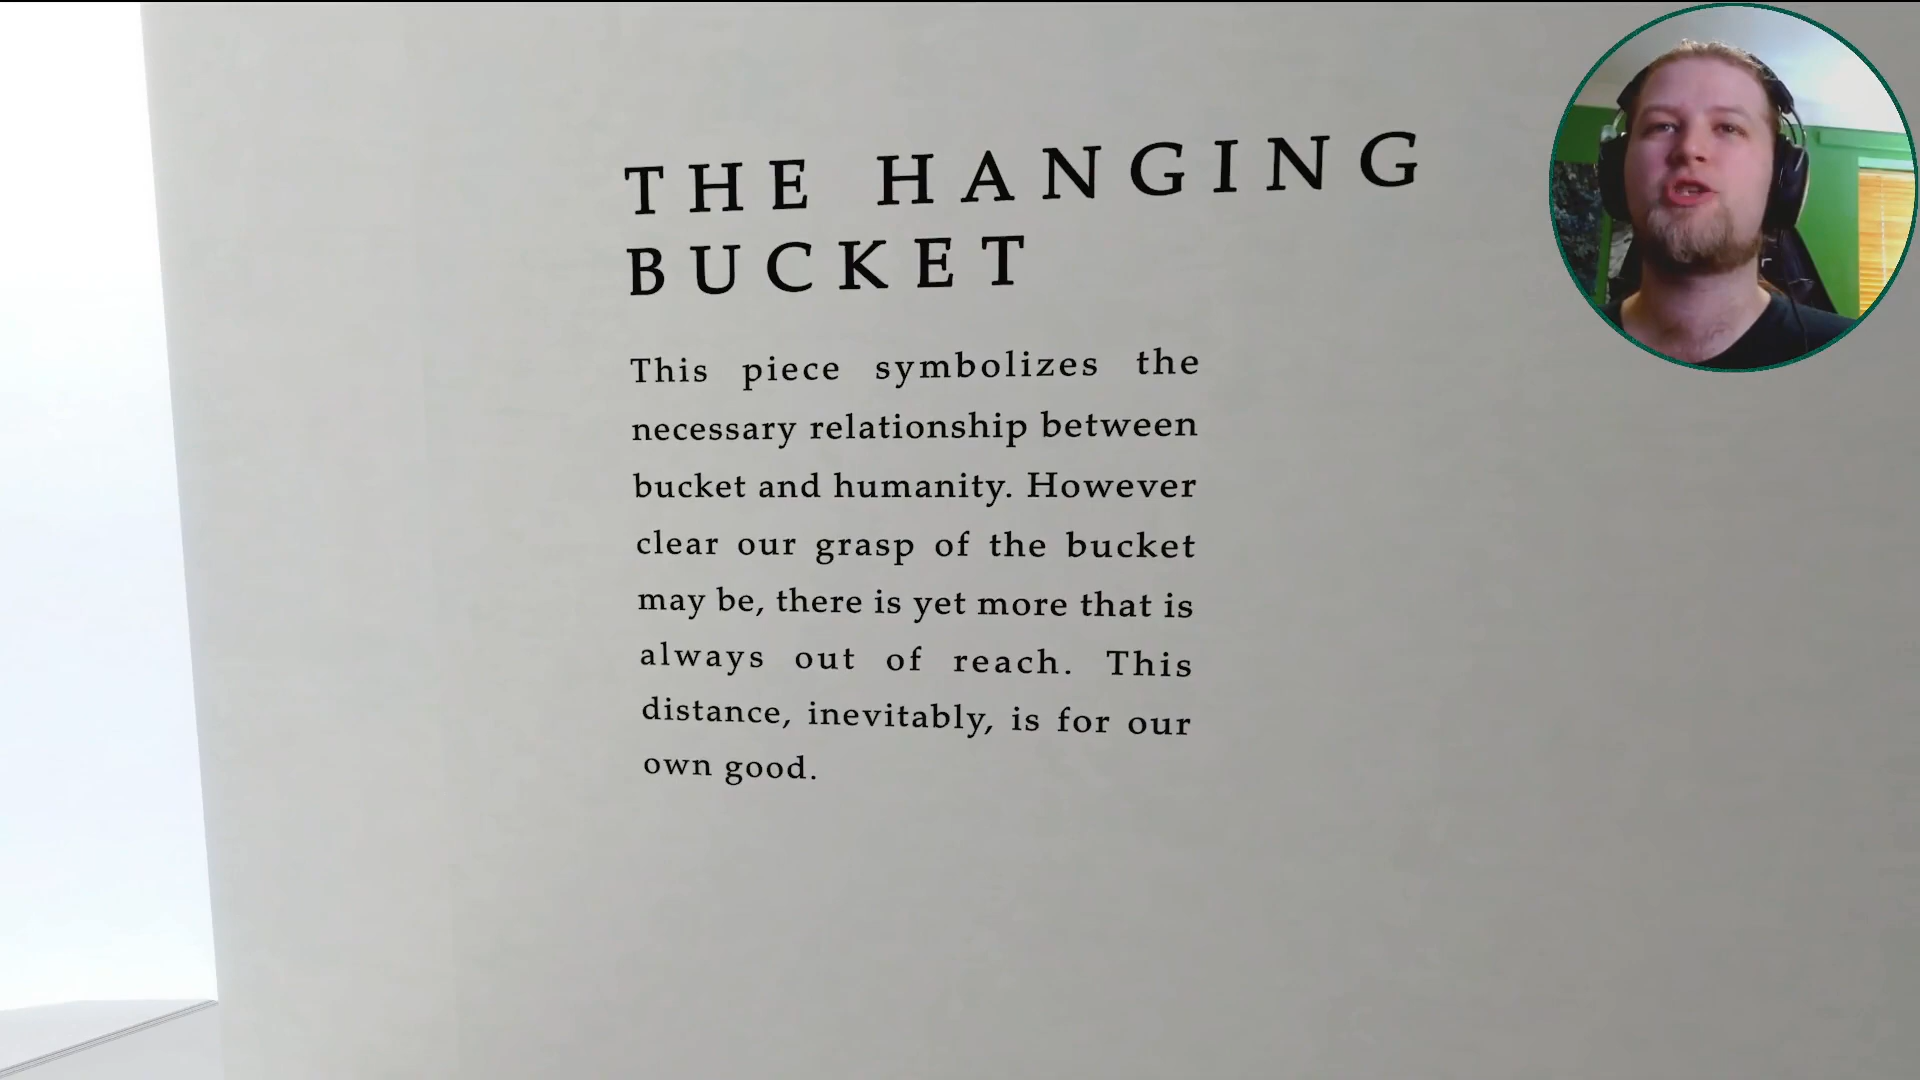 THE HANGING
BUCKET
This piece symbolizes the
necessary relationship between
bucket and humanity. However
clear our grasp of the bucket
may be, there is yet more that is
always out of reach. This
distance, inevitably, is for our
own good.